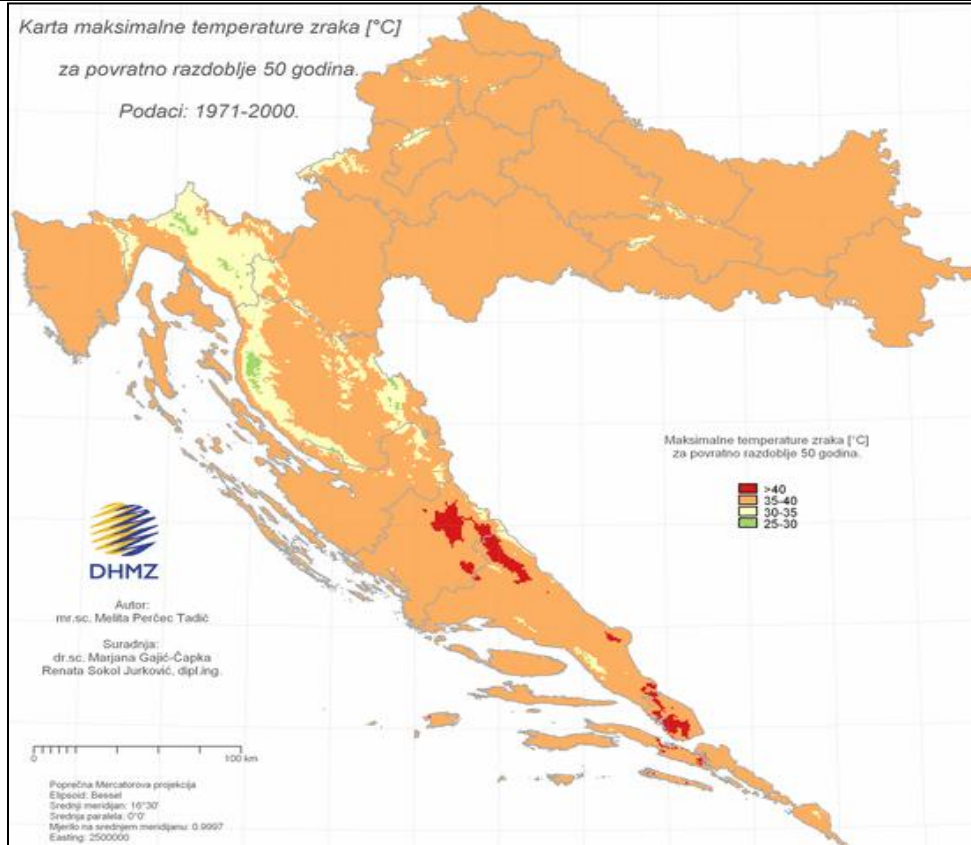 Karta maksimalne temperature zraka [°C]
za povratno razdoblje 50 godina.
Podaci: 1971-2000.
Maksimalne temperature zraka [°C]
za povratno razdoblje 50 godina.
>40
35-40
30-35
25-30
DHMZ
Autor:
mr.sc. Melita Perčec Tadić
Suradnja:
dr.sc. Marjana Gajić-Čapka
Renata Sokol Jurković, dipl.ing.
0 100 km
Poprečna Mercatorova projekcija
Elipsoid: Bessel
Srednji meridijan: 16°30'
Srednja paralela: 0°0'
Mjerilo na srednjem meridijanu: 0.9997
Easting: 2500000